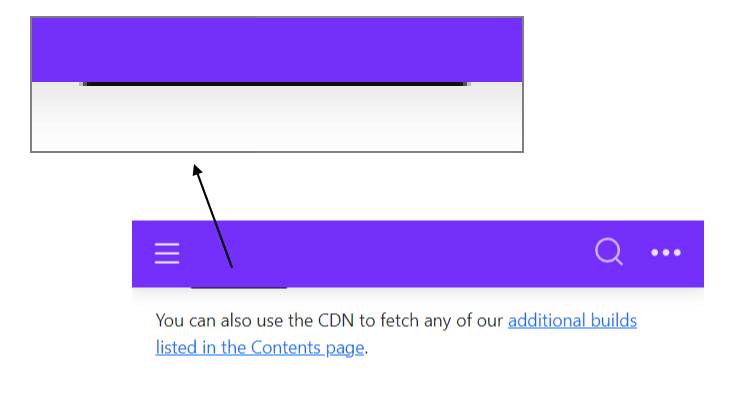 You can also use the CDN to fetch any of our additional builds
listed in the Contents page.